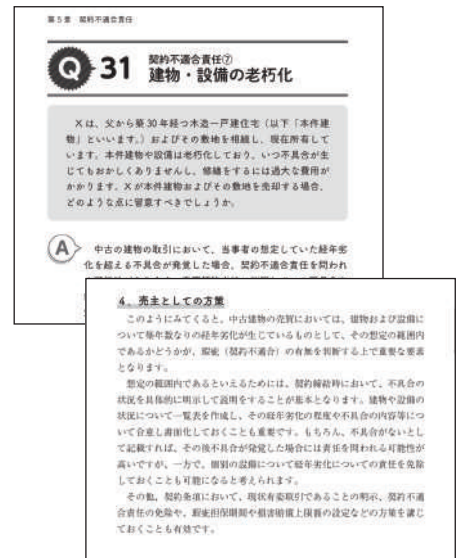 第5章 契約不適合責任
Q 31 契約不適合責任⑦
建物・設備の老朽化
Xは、父から築30年経つ木造一戸建住宅（以下「本件建
物」といいます。）およびその敷地を相続し、現在所有して
います。本件建物や設備は老朽化しており、いつ不具合が生
じてもおかしくありませんし、修繕をするには過大な費用が
かかります。Xが本件建物およびその敷地を売却する場合、
どのような点に留意すべきでしょうか。
A 中古の建物の取引において、当事者の想定していた経年劣
化を超える不具合が発覚した場合、契約不適合責任を問われ
4．売主としての方策
このようにみてくると、中古建物の売買においては、建物および設備に
ついて築年数なりの経年劣化が生じているものとして、その想定の範囲内
であるかどうかが、瑕疵（契約不適合）の有無を判断する上で重要な要素
となります。
想定の範囲内であるといえるためには、契約締結時において、不具合の
状況を具体的に明示して説明をすることが基本となります。建物や設備の
状況について一覧表を作成し、その経年劣化の程度や不具合の内容等につ
いて合意し書面化しておくことも重要です。もちろん、不具合がないとし
て記載すれば、その後不具合が発覚した場合には責任を問われる可能性が
高いですが、一方で、個別の設備について経年劣化についての責任を免除
しておくことも可能になると考えられます。
その他、契約条項において、現状有姿取引であることの明示、契約不適
合責任の免除や、瑕疵担保期間や損害賠償上限額の設定などの方策を講じ
ておくことも有効です。